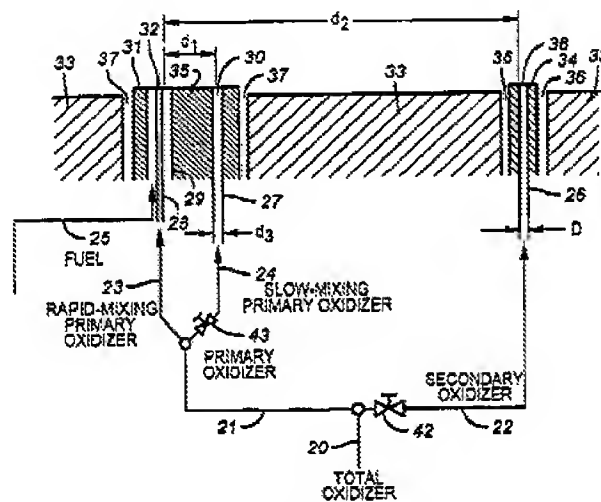 d2
32
31
d1
30
38
33
37
35
37
33
35
34
36
29
28
27
26
25
d3
D
FUEL
23
24
RAPID-MIXING
PRIMARY
OXIDIZER
SLOW-MIXING
PRIMARY OXIDIZER
43
PRIMARY
OXIDIZER
SECONDARY
OXIDIZER
21
42
22
20
TOTAL
OXIDIZER